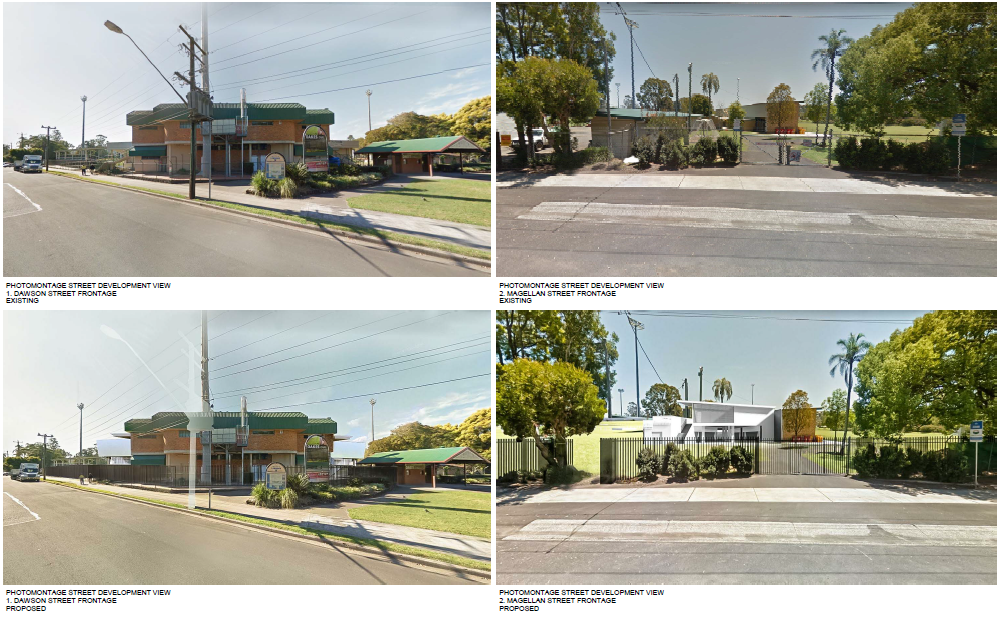 PHOTOMONTAGE STREET DEVELOPMENT VIEW
1. DAWSON STREET FRONTAGE
EXISTING
PHOTOMONTAGE STREET DEVELOPMENT VIEW
2. MAGELLAN STREET FRONTAGE
EXISTING
PHOTOMONTAGE STREET DEVELOPMENT VIEW
1. DAWSON STREET FRONTAGE
PROPOSED
PHOTOMONTAGE STREET DEVELOPMENT VIEW
2. MAGELLAN STREET FRONTAGE
PROPOSED